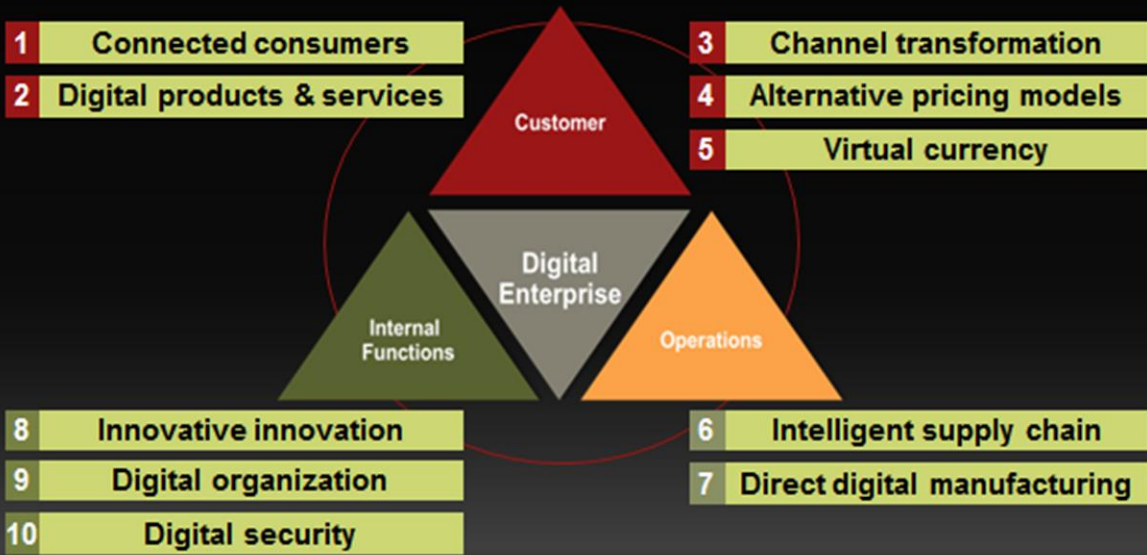 1 Connected consumers
2 Digital products & services
3 Channel transformation
4 Alternative pricing models
5 Virtual currency
Customer
Digital
Enterprise
Internal
Functions
Operations
8 Innovative innovation
9 Digital organization
10 Digital security
6 Intelligent supply chain
7 Direct digital manufacturing